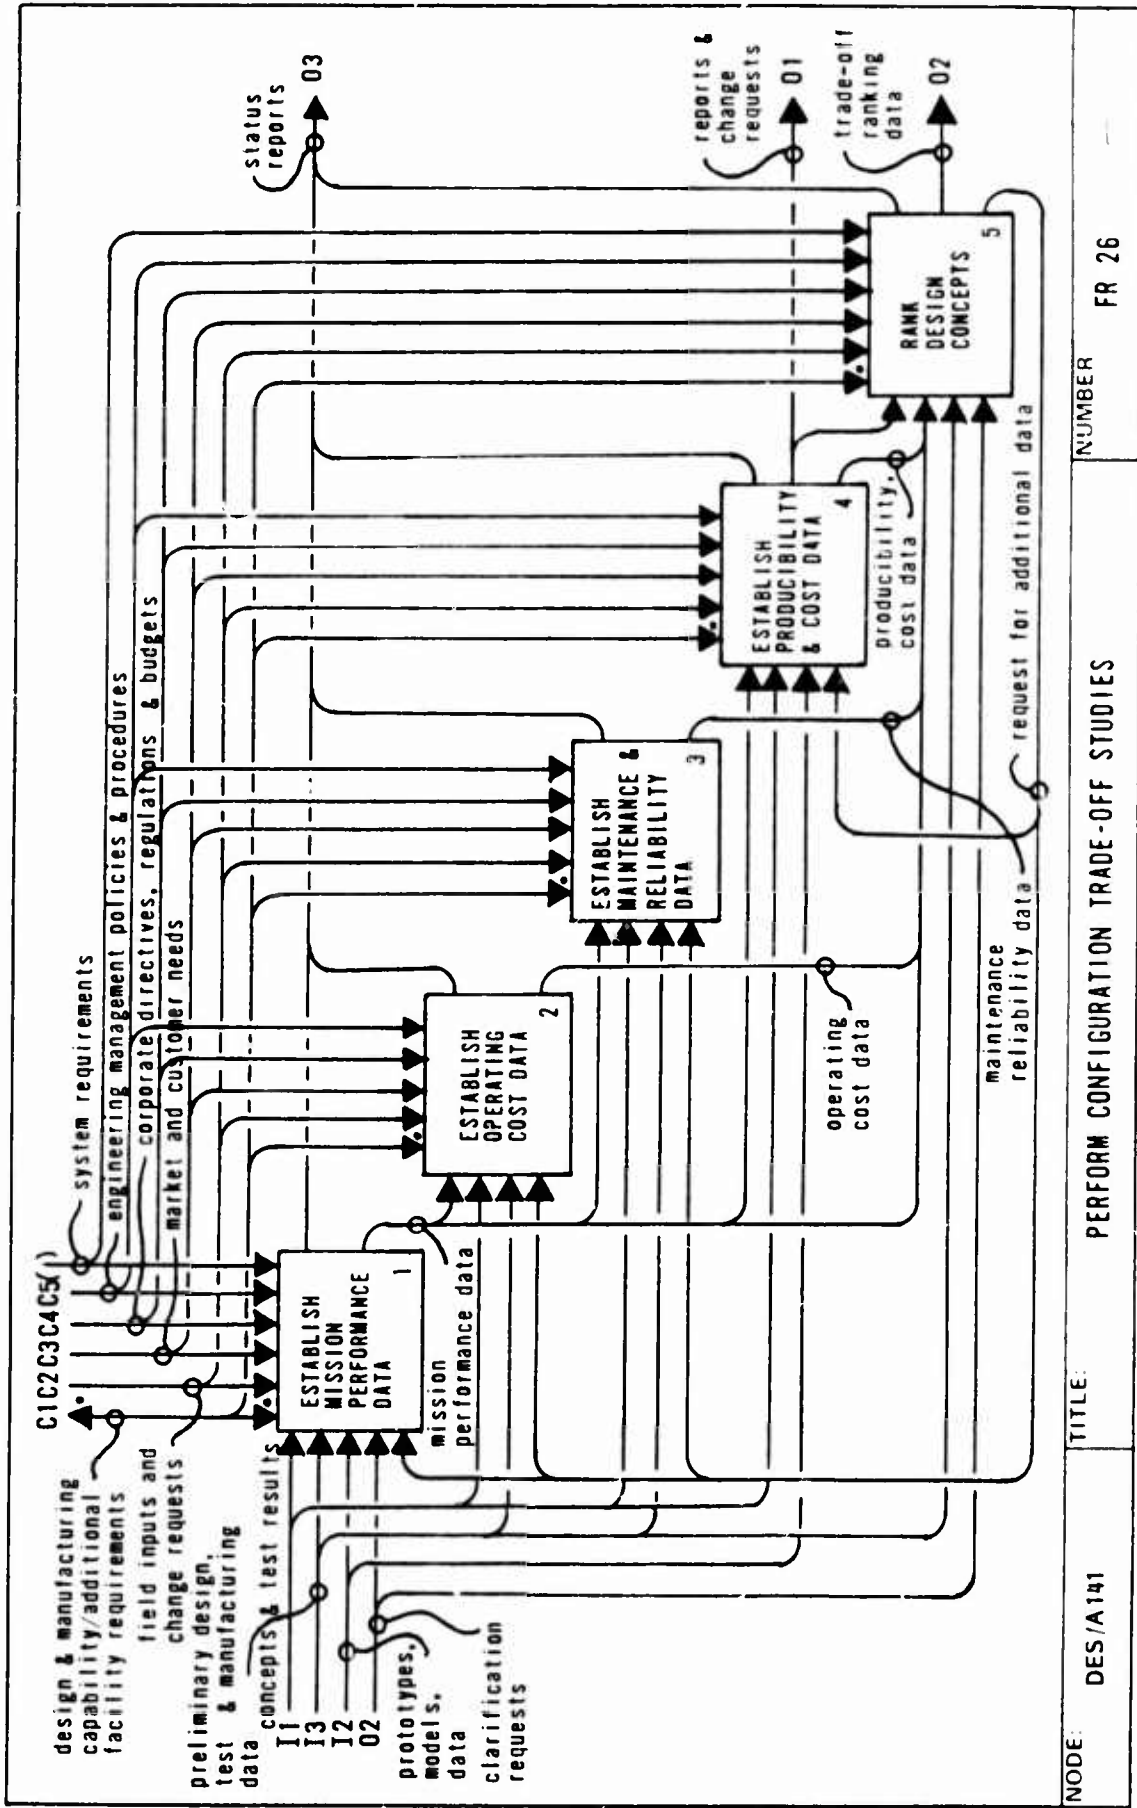 C1C2C3C4C5()
system requirements
engineering management policies & procedures
corporate directives, regulations & budgets
market and customer needs
design & manufacturing
capability/additional
facility requirements
field inputs and
change requests
preliminary design,
test & manufacturing
data
concepts & test results
I1
I3
I2
O2
prototypes,
models,
data
clarification
requests
ESTABLISH
MISSION
PERFORMANCE
DATA
1
mission
performance data
ESTABLISH
OPERATING
COST DATA
2
operating
cost data
ESTABLISH
MAINTENANCE &
RELIABILITY
DATA
3
maintenance
reliability data
ESTABLISH
PRODUCIBILITY
& COST DATA
4
producibility,
cost data
RANK
DESIGN
CONCEPTS
5
request for additional data
status
reports
O3
reports &
change
requests
O1
trade-off
ranking
data
O2
NODE:
DES/A141
TITLE:
PERFORM CONFIGURATION TRADE-OFF STUDIES
NUMBER
FR 26